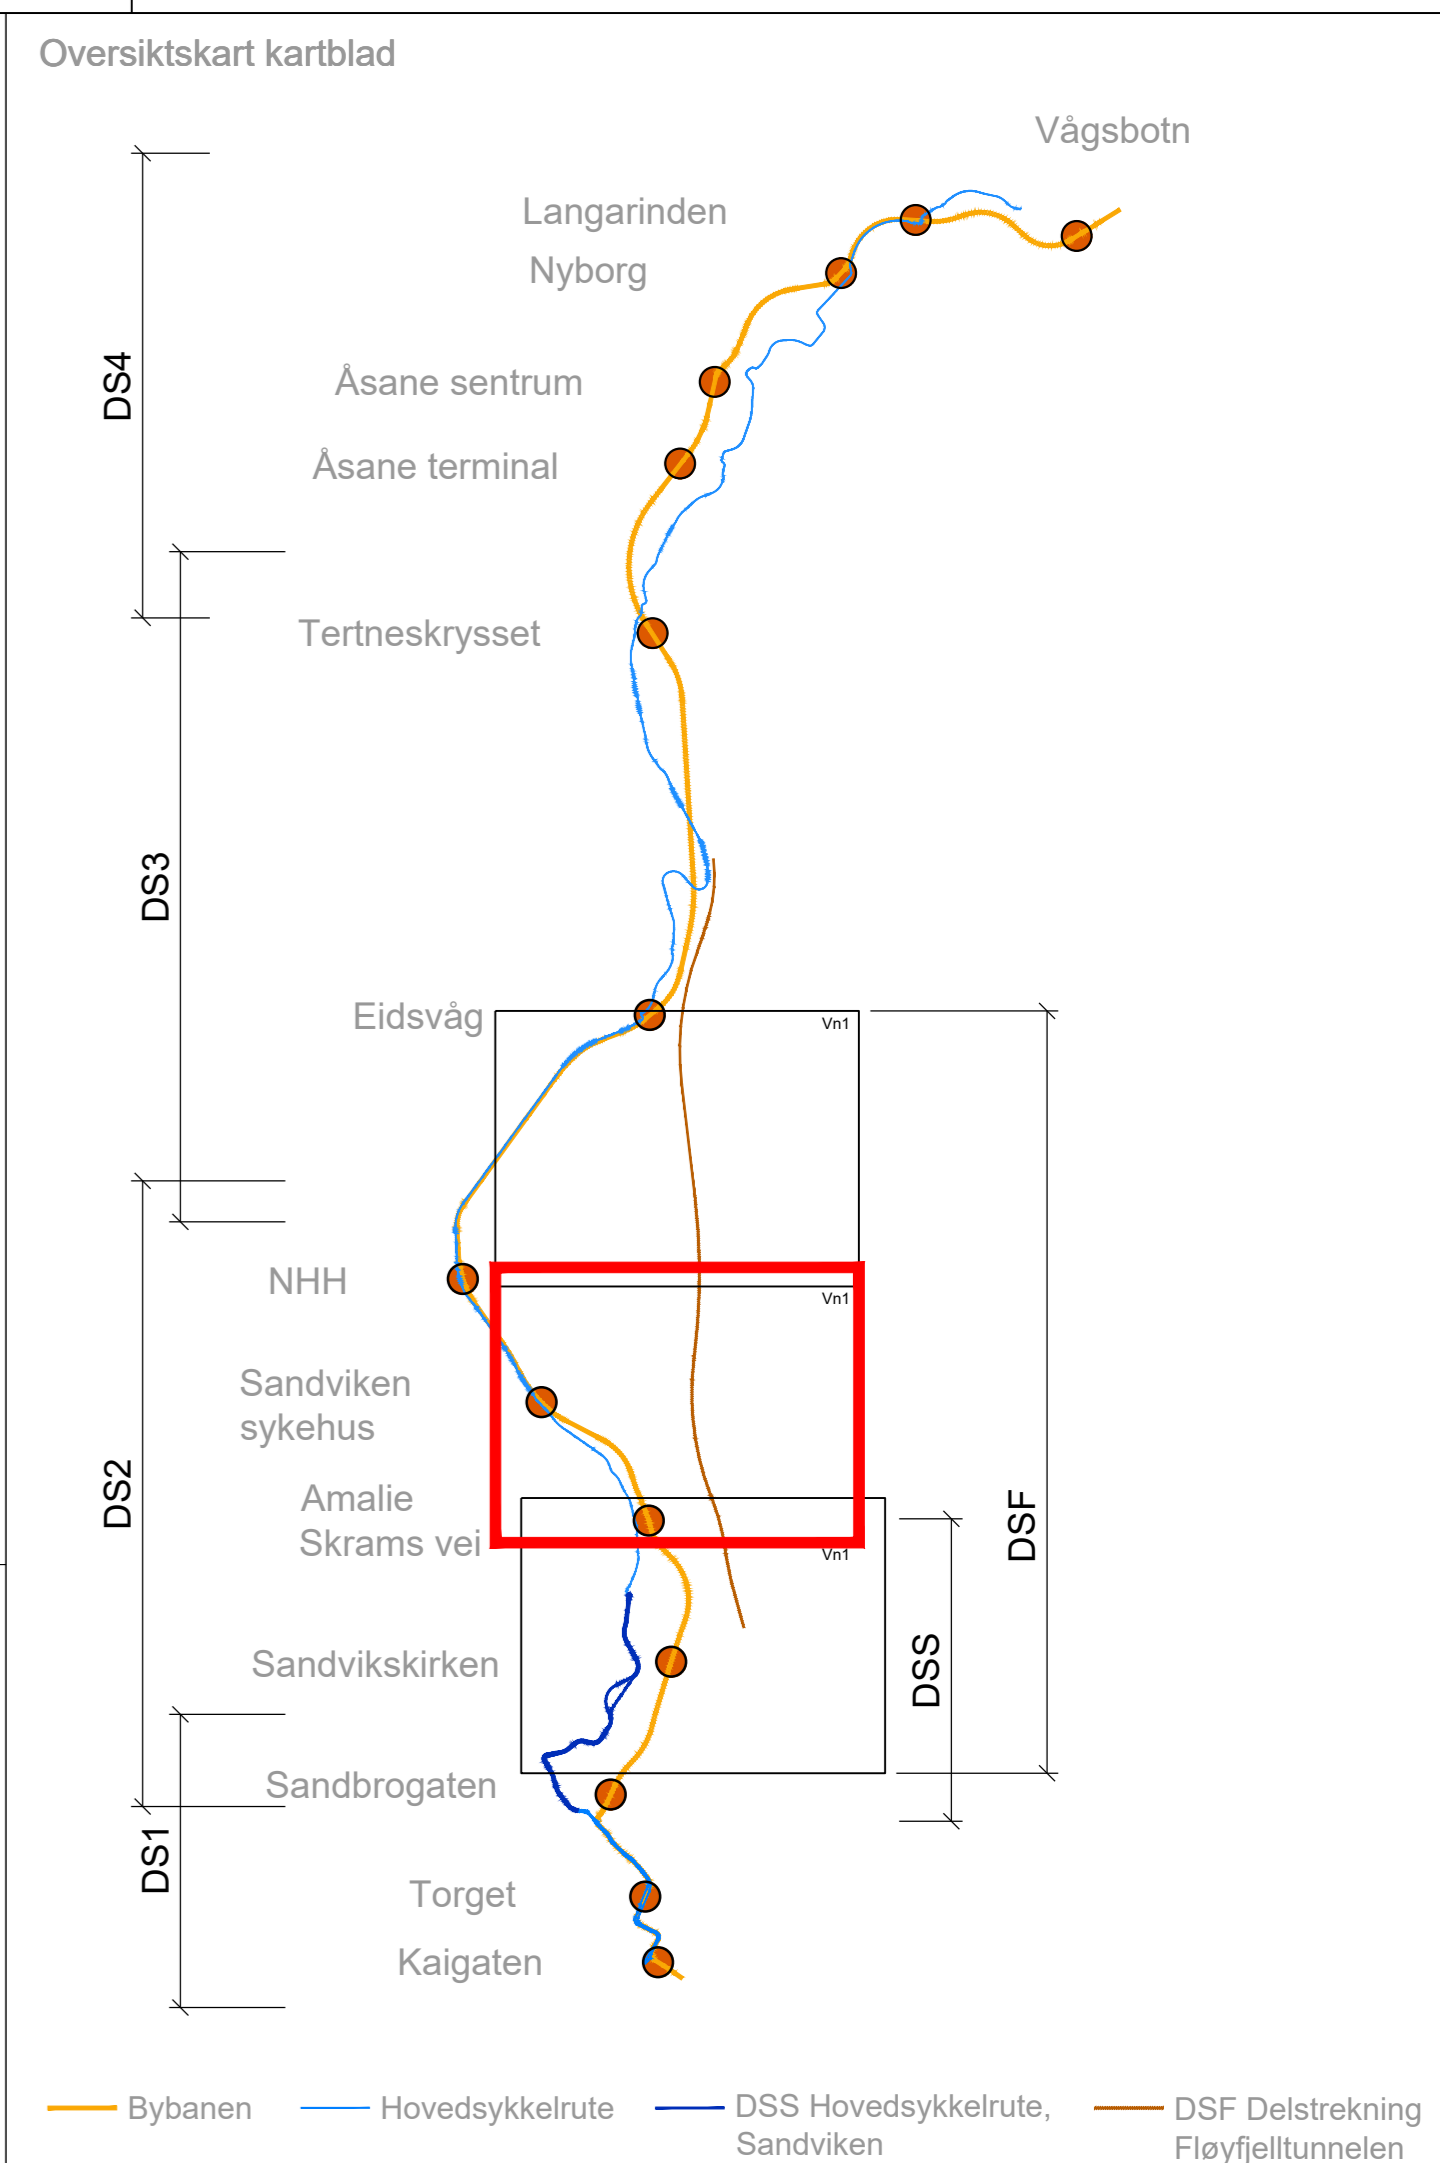 Oversiktskart kartblad
Vågsbotn
Langarinden
Nyborg
DS4
Åsane sentrum
Åsane terminal
Tertneskrysset
DS3
Eidsvåg
Vn1
NHH
Vn1
Sandviken
sykehus
DS2
Amalie
Skrams vei
DSF
Vn1
DSS
Sandvikskirken
Sandbrogaten
DS1
Torget
Kaigaten
Bybanen
Hovedsykkelrute
DSS Hovedsykkelrute,
Sandviken
DSF Delstrekning
Fløyfjelltunnelen